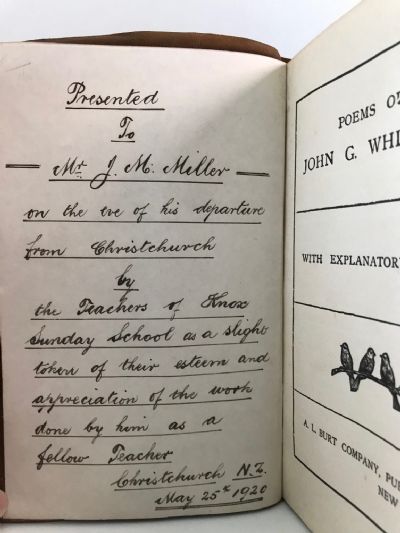 Presented
To
Mr. J. M. Miller
on the eve of his departure
from Christchurch
by
the Teachers of Knox
Sunday School as a slight
token of their esteem and
appreciation of the work
done by him as a
fellow Teacher
Christchurch N.Z.
May 25th 1920
POEMS OF
JOHN G. WHI
WITH EXPLANATORY
A. L. BURT COMPANY, PUB
NEW